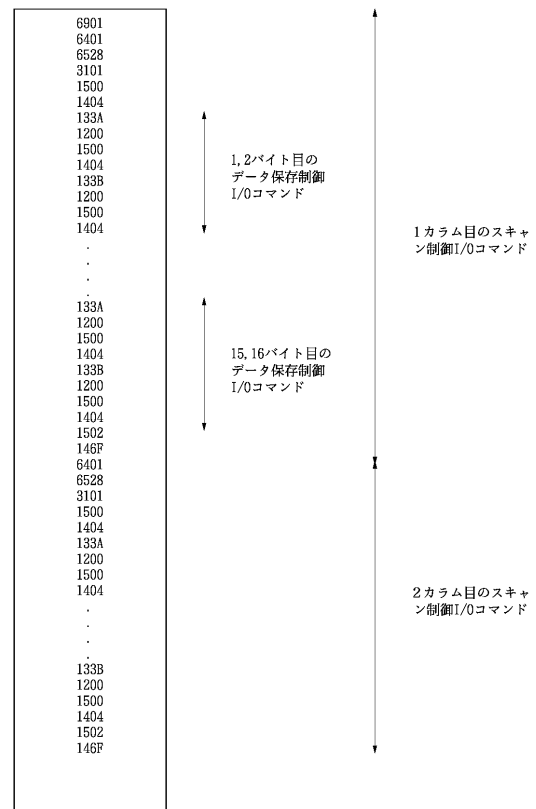 6901
6401
6528
3101
1500
1404
133A
1200
1500
1404
133B
1200
1500
1404
.
.
.
.
133A
1200
1500
1404
133B
1200
1500
1404
1502
146F
6401
6528
3101
1500
1404
133A
1200
1500
1404
.
.
.
.
133B
1200
1500
1404
1502
146F
1,2バイト目の
データ保存制御
I/Oコマンド
15,16バイト目の
データ保存制御
I/Oコマンド
1カラム目のスキャ
ン制御I/Oコマンド
2カラム目のスキャ
ン制御I/Oコマンド